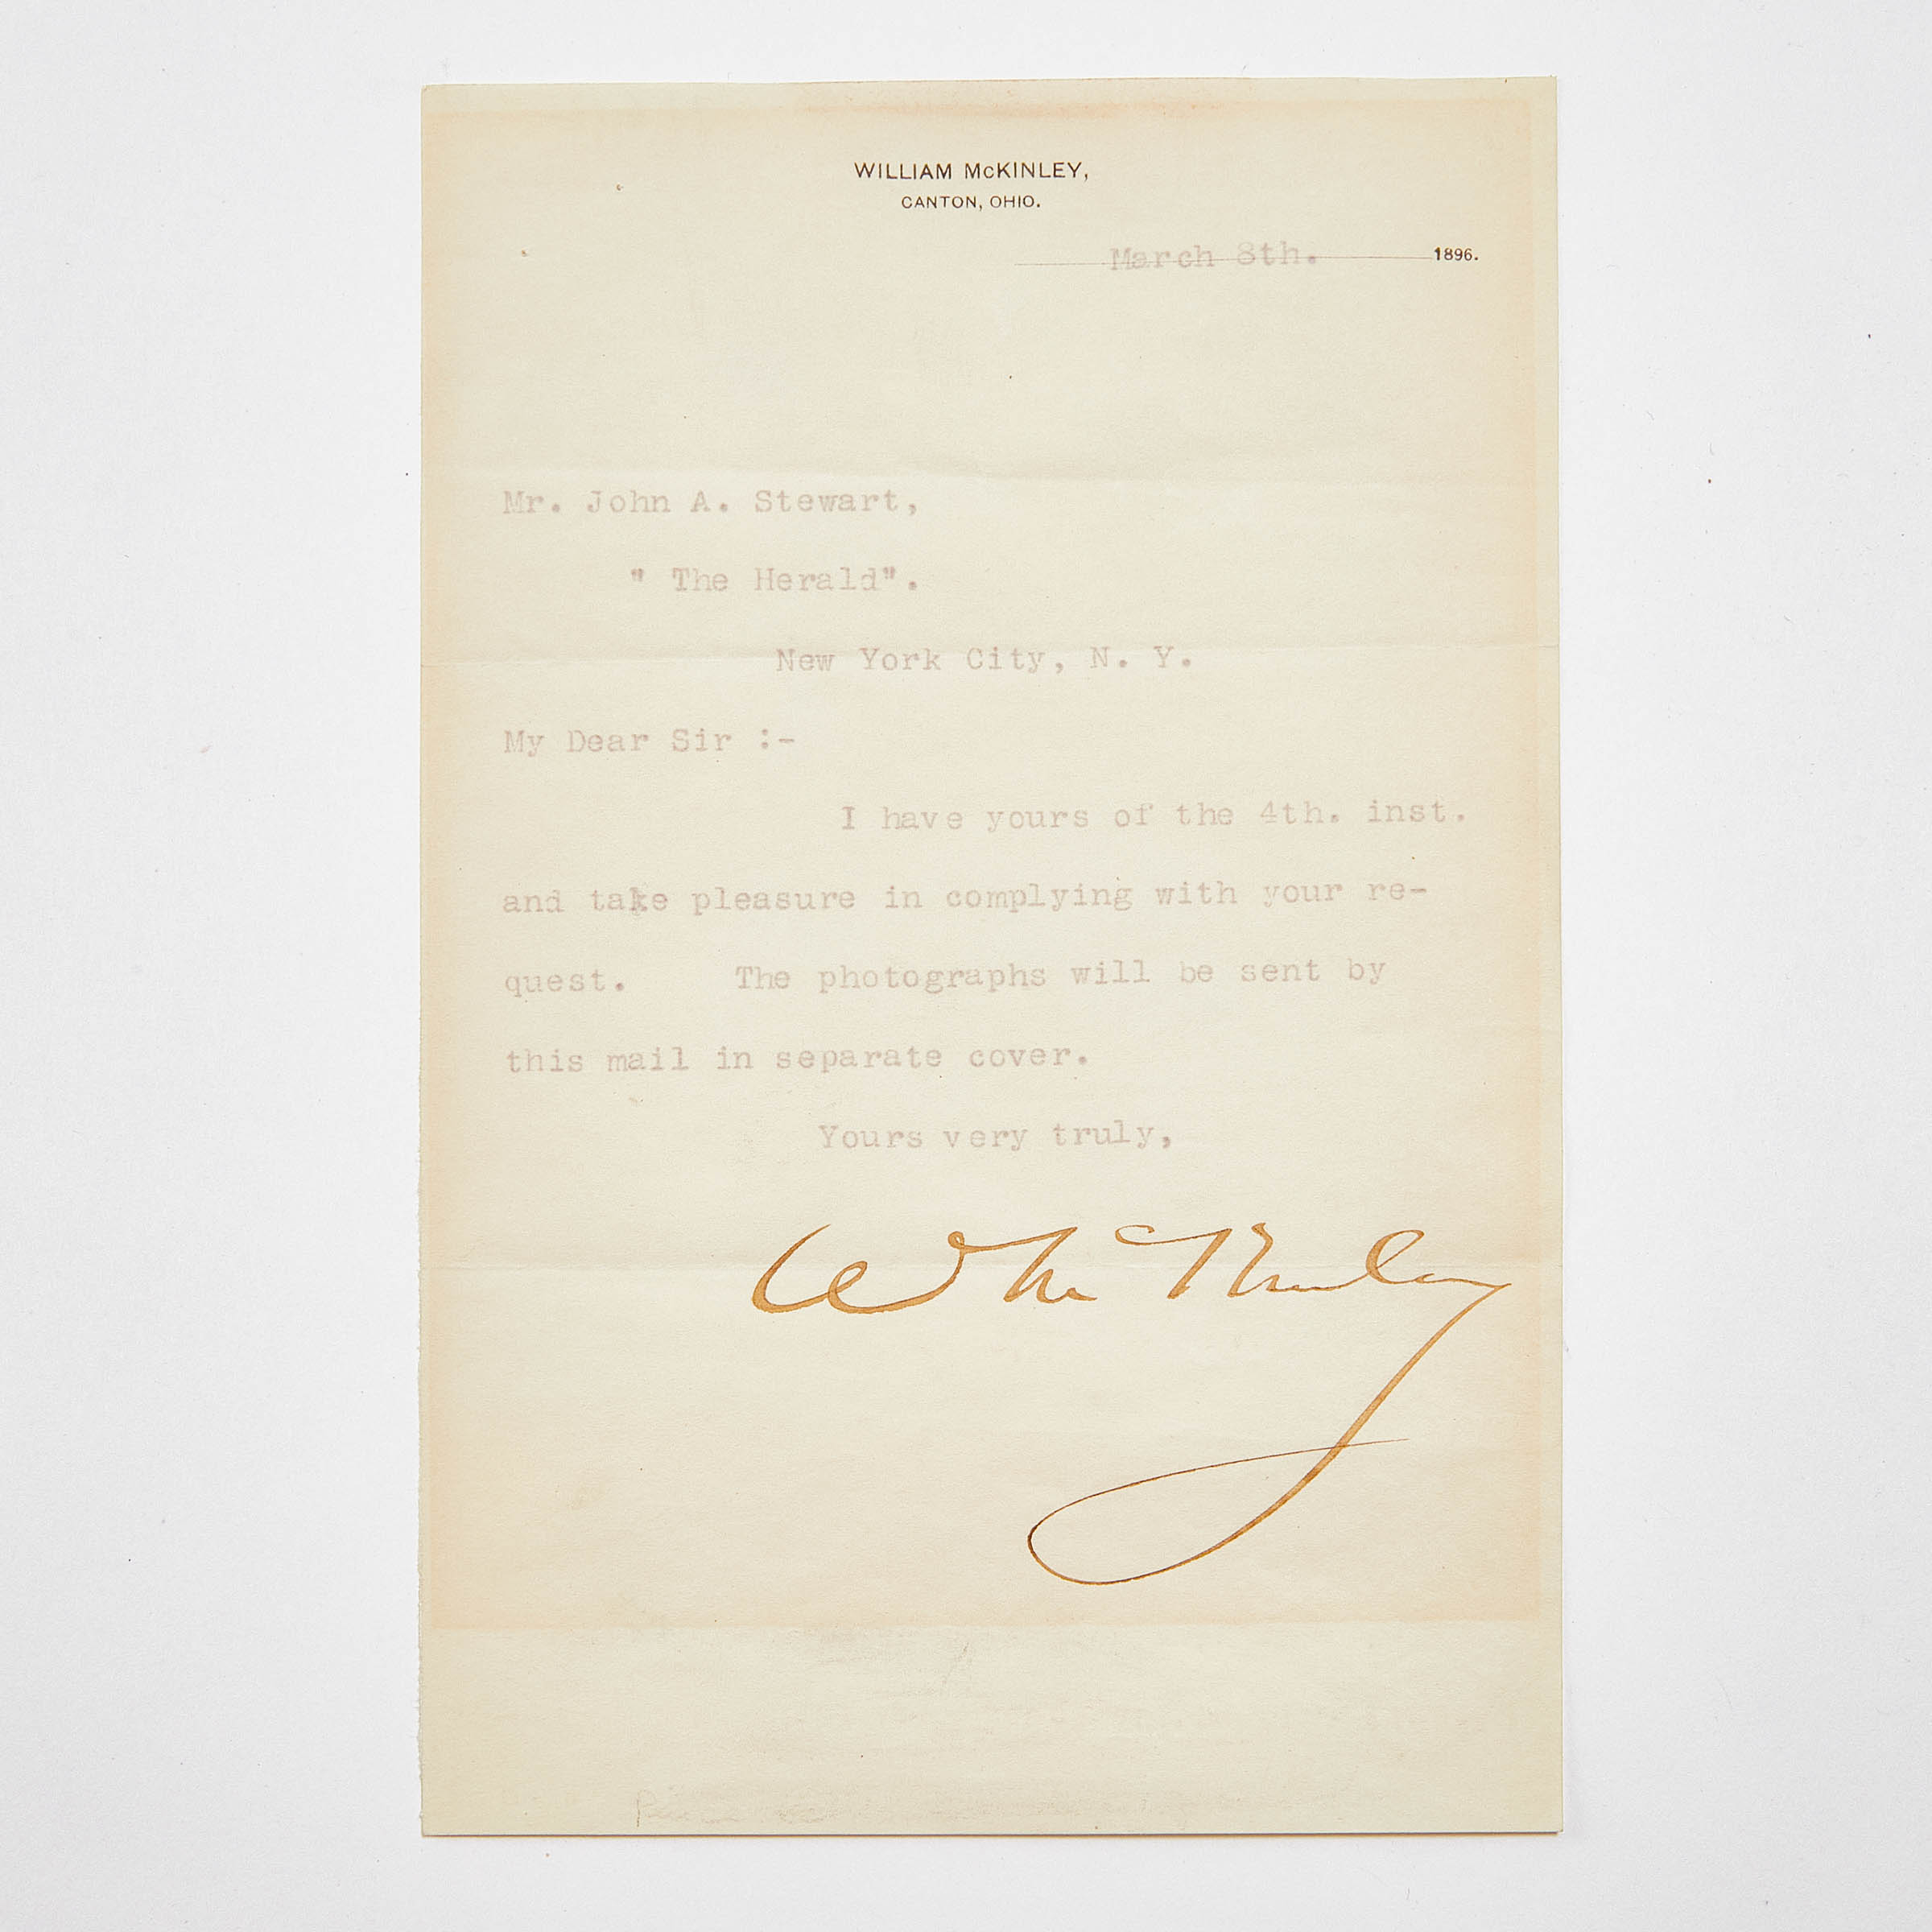 WILLIAM McKINLEY,
CANTON, OHIO.
March 8th. 1896.
Mr. John A. Stewart,
" The Herald".
New York City, N. Y.
My Dear Sir :-
I have yours of the 4th. inst.
and take pleasure in complying with your re-
quest. The photographs will be sent by
this mail in separate cover.
Yours very truly,
Wm McKinley